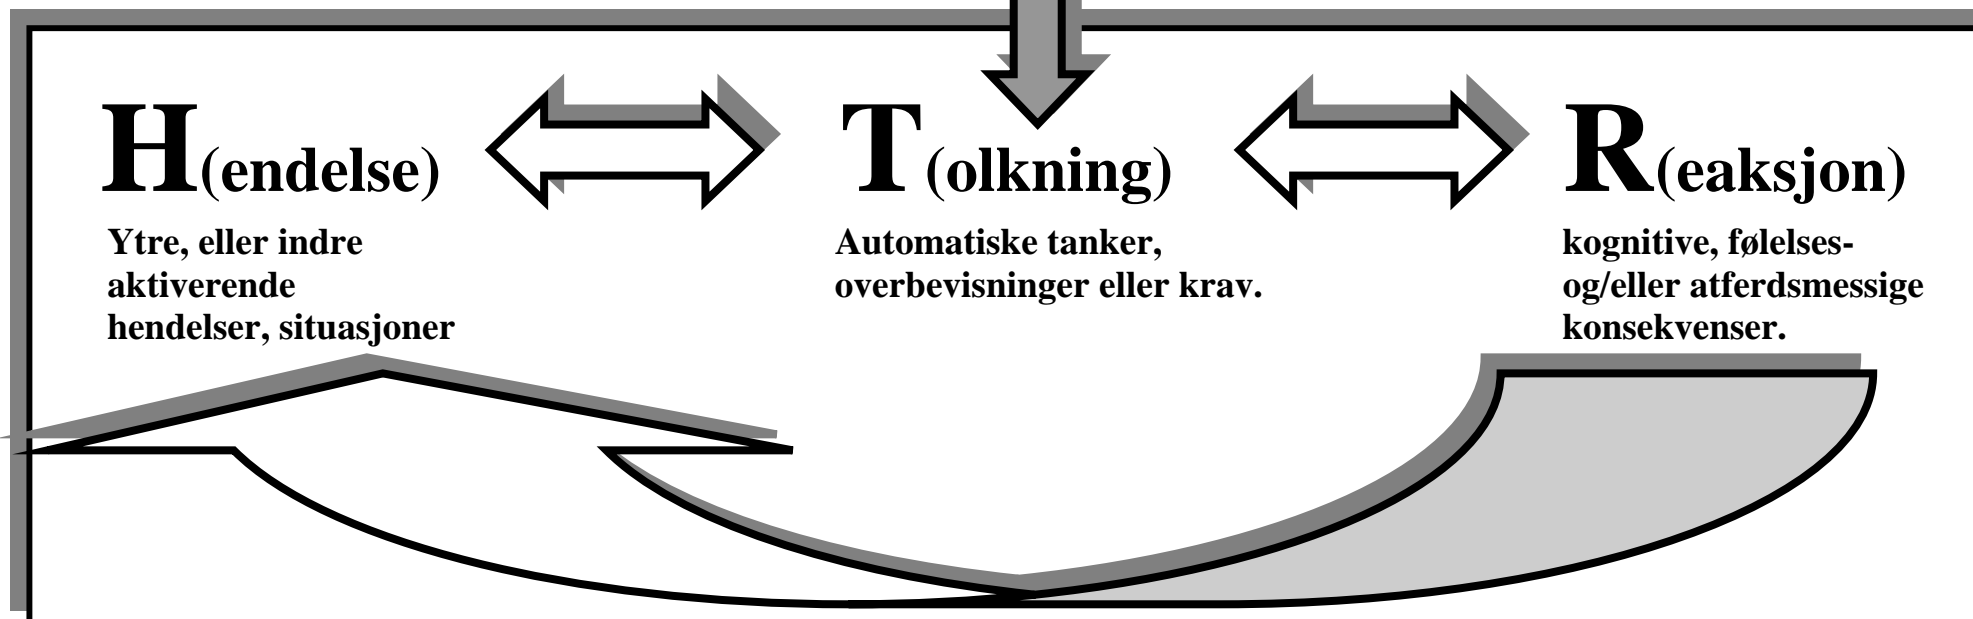 H(endelse)
T(olkning)
R(eaksjon)
Ytre, eller indre
aktiverende
hendelser, situasjoner
Automatiske tanker,
overbevisninger eller krav.
kognitive, følelses-
og/eller atferdsmessige
konsekvenser.